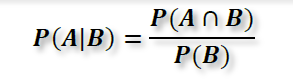 P(A|B) = P(A ∩ B) / P(B)